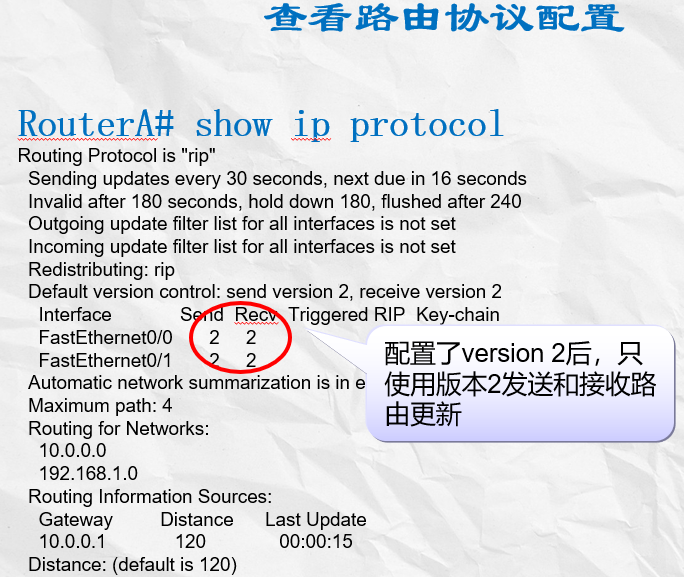 查看路由协议配置
RouterA# show ip protocol
Routing Protocol is "rip"
Sending updates every 30 seconds, next due in 16 seconds
Invalid after 180 seconds, hold down 180, flushed after 240
Outgoing update filter list for all interfaces is not set
Incoming update filter list for all interfaces is not set
Redistributing: rip
Default version control: send version 2, receive version 2
Interface Send Recv Triggered RIP Key-chain
FastEthernet0/0 2 2
FastEthernet0/1 2 2
Automatic network summarization is in
Maximum path: 4
Routing for Networks:
10.0.0.0
192.168.1.0
Routing Information Sources:
Gateway Distance Last Update
10.0.0.1 120 00:00:15
Distance: (default is 120)
配置了version 2后，只
使用版本2发送和接收路
由更新